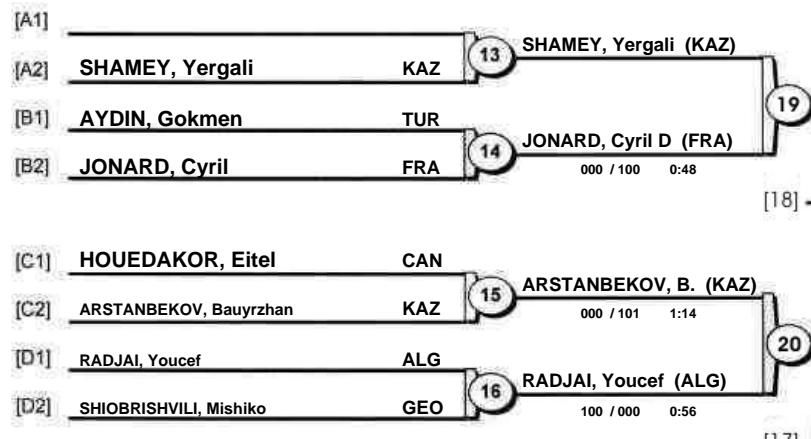 [A1]
[A2] SHAMEY, Yergali KAZ
13 SHAMEY, Yergali (KAZ)
[B1] AYDIN, Gokmen TUR
19
[B2] JONARD, Cyril FRA
14 JONARD, Cyril D (FRA)
000 / 100 0:48
[18]
[C1] HOUEDAKOR, Eitel CAN
[C2] ARSTANBEKOV, Bauyrzhan KAZ
15 ARSTANBEKOV, B. (KAZ)
000 / 101 1:14
[D1] RADJAI, Youcef ALG
20
[D2] SHIOBRISHVILI, Mishiko GEO
16 RADJAI, Youcef (ALG)
100 / 000 0:56
[17]